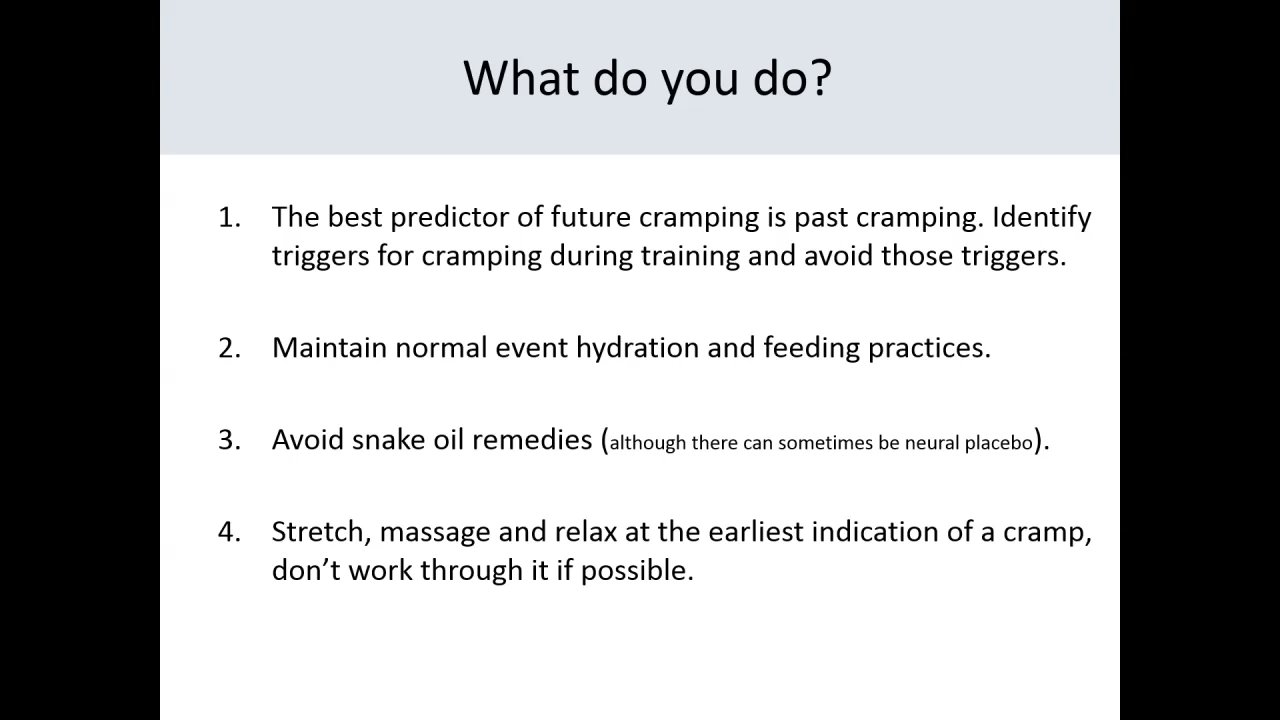 What do you do?
1. The best predictor of future cramping is past cramping. Identify
triggers for cramping during training and avoid those triggers.
2. Maintain normal event hydration and feeding practices.
3. Avoid snake oil remedies (although there can sometimes be neural placebo).
4. Stretch, massage and relax at the earliest indication of a cramp,
don’t work through it if possible.